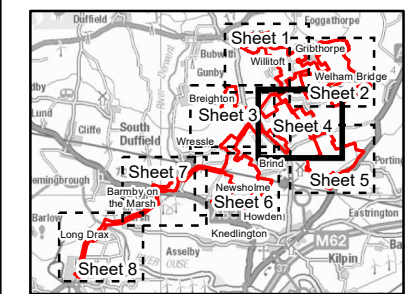 Duffield
Foggathorpe
Sheet 1
Gribthorpe
Bubwith
River Derwent
Willitoft
Gunby
Welham Bridge
Sheet 2
Breighton
Lund
Sheet 3
Sheet 4
Cliffe
South
Duffield
Wressle
Brind
Sheet 7
Sheet 5
Barmby on
the Marsh
Newsholme
Sheet 6
Howden
Eastrington
Barlow
Long Drax
Knedlington
M62
Asselby
Kilpin
Sheet 8